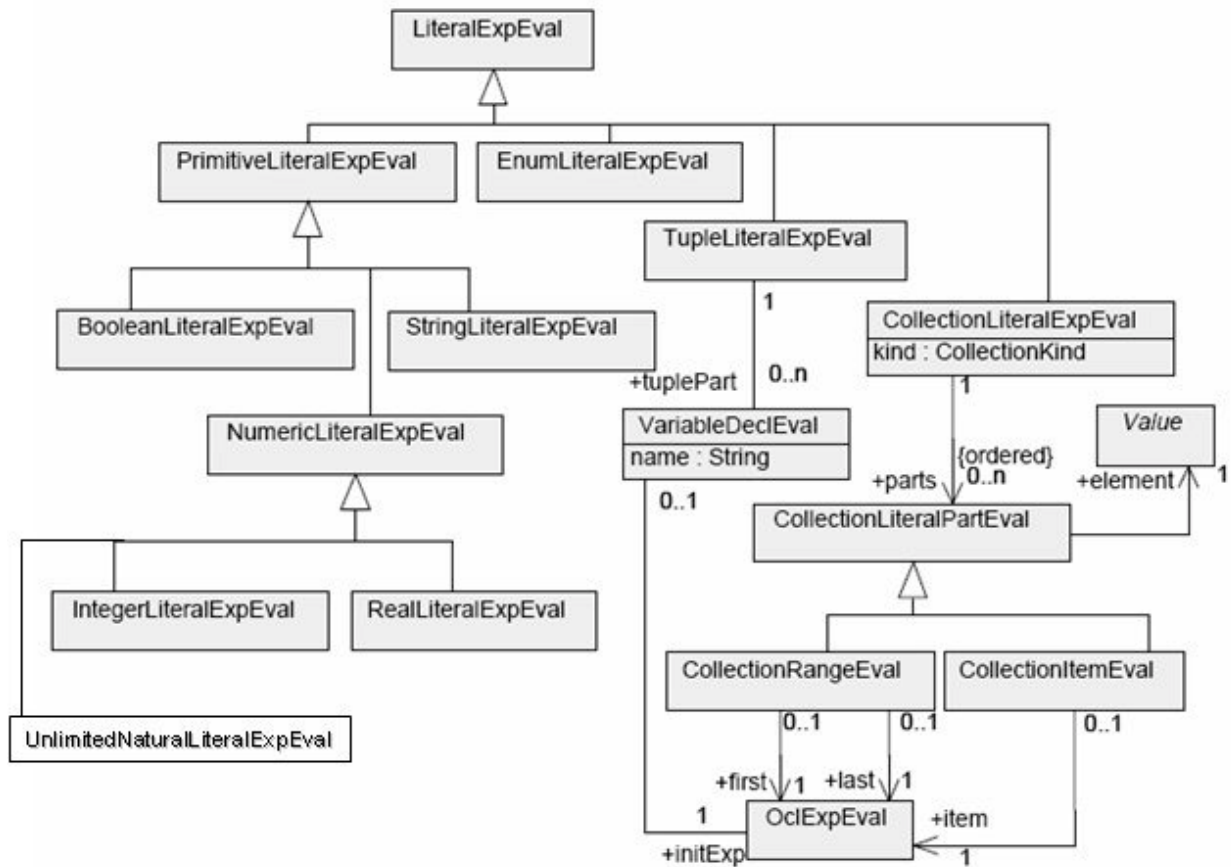 LiteralExpEval
PrimitiveLiteralExpEval
EnumLiteralExpEval
TupleLiteralExpEval
BooleanLiteralExpEval
StringLiteralExpEval
1
CollectionLiteralExpEval
kind : CollectionKind
+tuplePart
0..n
1
NumericLiteralExpEval
VariableDeclEval
name : String
Value
{ordered}
+parts
0..n
+element
1
0..1
CollectionLiteralPartEval
IntegerLiteralExpEval
RealLiteralExpEval
CollectionRangeEval
CollectionItemEval
0..1
0..1
0..1
UnlimitedNaturalLiteralExpEval
+first
1
+last
1
1
OclExpEval
+item
+initExp
1